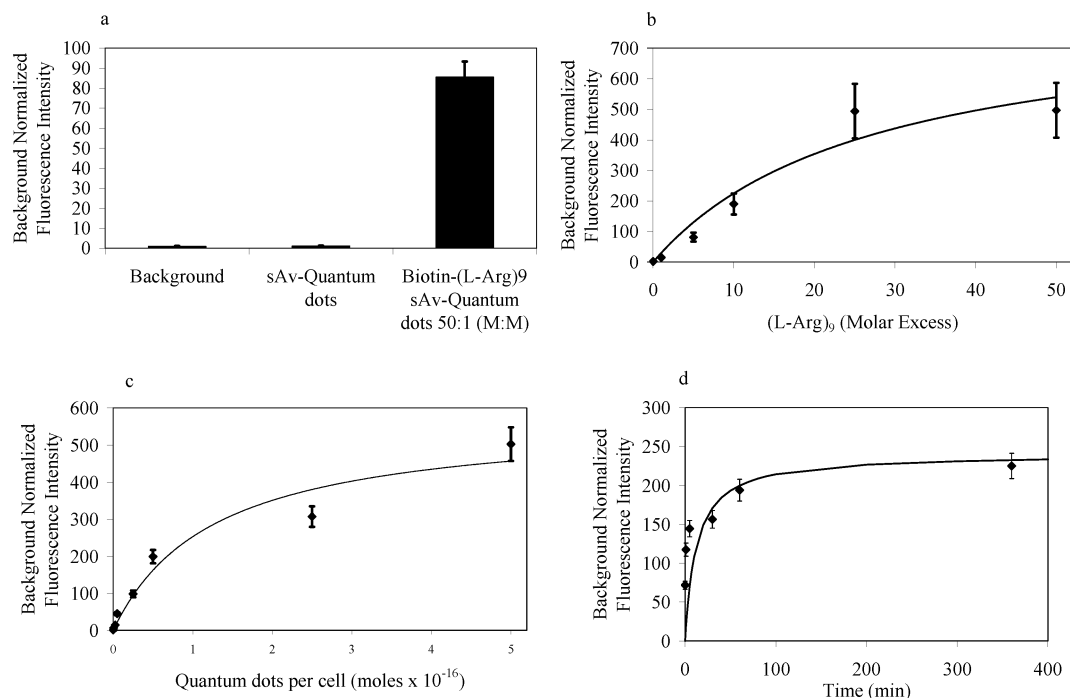 a
Background Normalized
Fluorescence Intensity
100
90
80
70
60
50
40
30
20
10
0
Background
sAv-Quantum
dots
Biotin-(L-Arg)9
sAv-Quantum
dots 50:1 (M:M)
b
Background Normalized
Fluorescence Intensity
700
600
500
400
300
200
100
0
0 10 20 30 40 50
(L-Arg)9 (Molar Excess)
c
Background Normalized
Fluorescence Intensity
600
500
400
300
200
100
0
0 1 2 3 4 5
Quantum dots per cell (moles x 10-16)
d
Background Normalized
Fluorescence Intensity
300
250
200
150
100
50
0
0 100 200 300 400
Time (min)